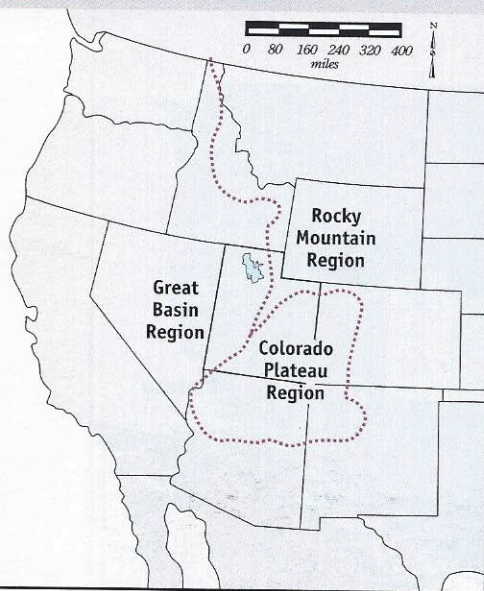 N
0 80 160 240 320 400
miles
Rocky
Mountain
Region
Great
Basin
Region
Colorado
Plateau
Region